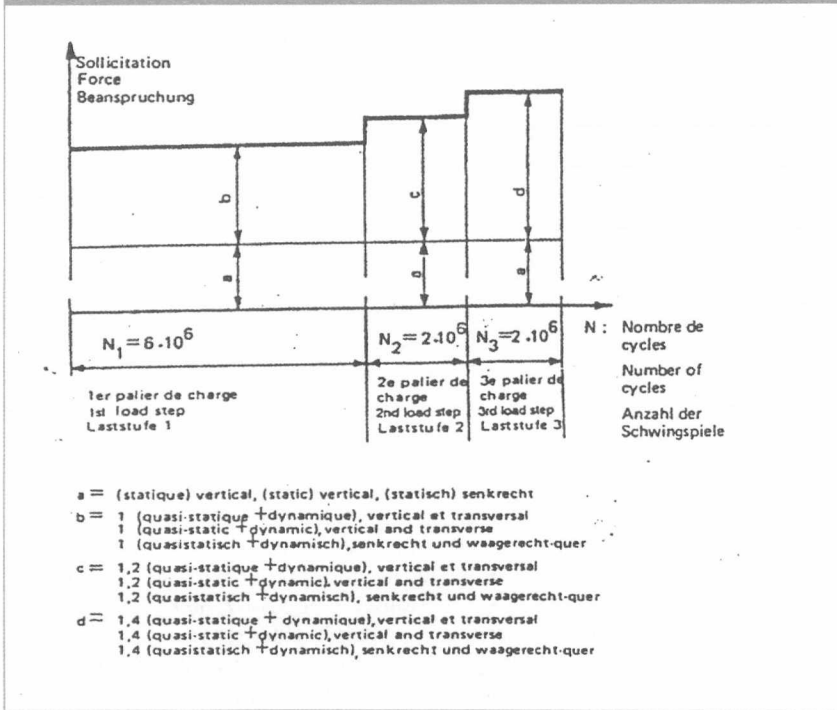 Sollicitation
Force
Beanspruchung
b
c
d
a
a
a
N₁ = 6.10⁶
N₂ = 2.10⁶
N₃ = 2.10⁶
N : Nombre de
cycles
Number of
cycles
Anzahl der
Schwingspiele
1er palier de charge
1st load step
Laststufe 1
2e palier de
charge
2nd load step
Laststufe 2
3e palier de
charge
3rd load step
Laststufe 3
a = (statique) vertical, (static) vertical, (statisch) senkrecht
b = 1 (quasi-statique +dynamique), vertical et transversal
1 (quasi-static +dynamic), vertical and transverse
1 (quasistatisch +dynamisch), senkrecht und waagerecht-quer
c = 1,2 (quasi-statique +dynamique), vertical et transversal
1,2 (quasi-static +dynamic), vertical and transverse
1,2 (quasistatisch +dynamisch), senkrecht und waagerecht-quer
d = 1,4 (quasi-statique + dynamique), vertical et transversal
1,4 (quasi-static +dynamic), vertical and transverse
1,4 (quasistatisch +dynamisch), senkrecht und waagerecht-quer